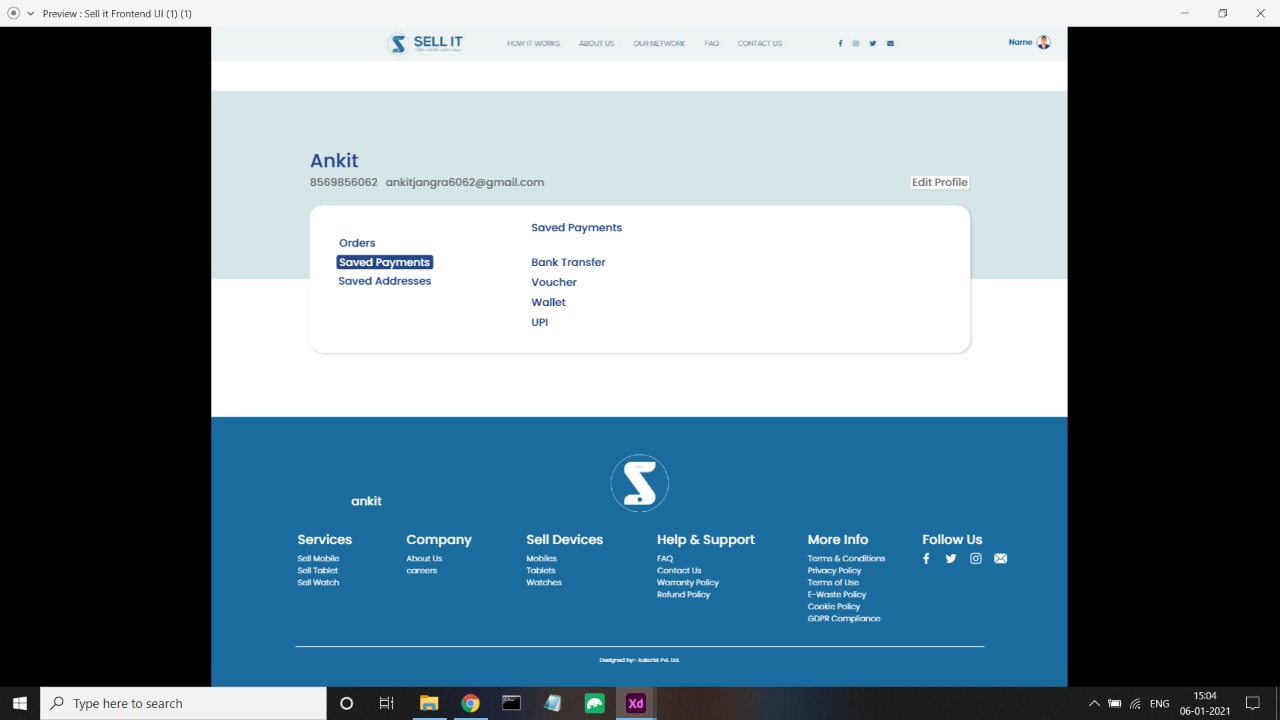 Preview : Sell it Frontend UI (1) (1)
SELL IT
HOW IT WORKS ABOUT US OUR NETWORK FAQ CONTACT US
Name
Ankit
8569856062 ankitjangra6062@gmail.com
Edit Profile
Saved Payments
Orders
Saved Payments
Saved Addresses
Bank Transfer
Voucher
Wallet
UPI
ankit
Services
Sell Mobile
Sell Tablet
Sell Watch
Company
About Us
careers
Sell Devices
Mobiles
Tablets
Watches
Help & Support
FAQ
Contact Us
Warranty Policy
Refund Policy
More Info
Terms & Conditions
Privacy Policy
Terms of Use
E-Waste Policy
Cookie Policy
GDPR Compliance
Follow Us
Designed by:- Aakarist Pvt. Ltd.
Type here to search
Xd
ENG
15:04
06-01-2021